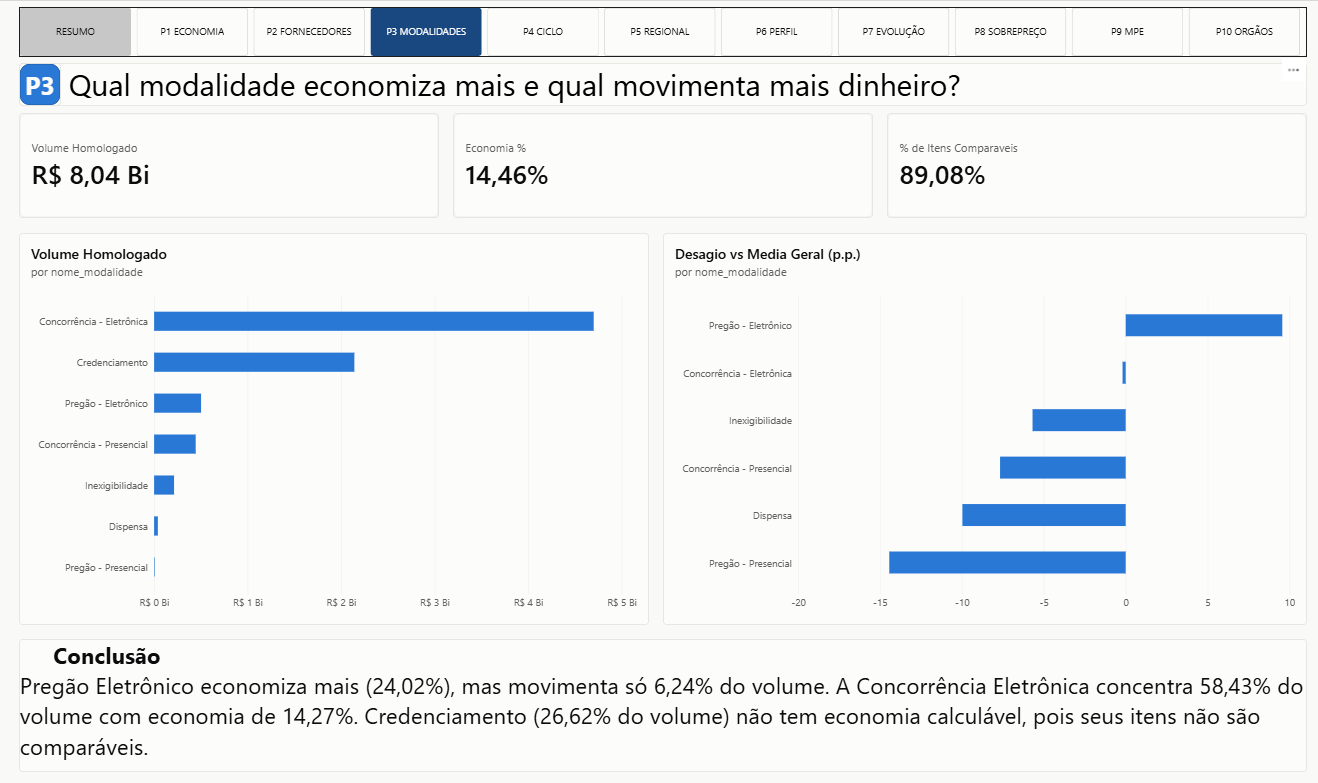 RESUMO
P1 ECONOMIA
P2 FORNECEDORES
P3 MODALIDADES
P4 CICLO
P5 REGIONAL
P6 PERFIL
P7 EVOLUÇÃO
P8 SOBREPREÇO
P9 MPE
P10 ORGÃOS
P3 Qual modalidade economiza mais e qual movimenta mais dinheiro?
Volume Homologado
R$ 8,04 Bi
Economia %
14,46%
% de Itens Comparaveis
89,08%
Volume Homologado
por nome_modalidade
Concorrência - Eletrônica
Credenciamento
Pregão - Eletrônico
Concorrência - Presencial
Inexigibilidade
Dispensa
Pregão - Presencial
R$ 0 Bi
R$ 1 Bi
R$ 2 Bi
R$ 3 Bi
R$ 4 Bi
R$ 5 Bi
Desagio vs Media Geral (p.p.)
por nome_modalidade
Pregão - Eletrônico
Concorrência - Eletrônica
Inexigibilidade
Concorrência - Presencial
Dispensa
Pregão - Presencial
-20
-15
-10
-5
0
5
10
Conclusão
Pregão Eletrônico economiza mais (24,02%), mas movimenta só 6,24% do volume. A Concorrência Eletrônica concentra 58,43% do
volume com economia de 14,27%. Credenciamento (26,62% do volume) não tem economia calculável, pois seus itens não são
comparáveis.